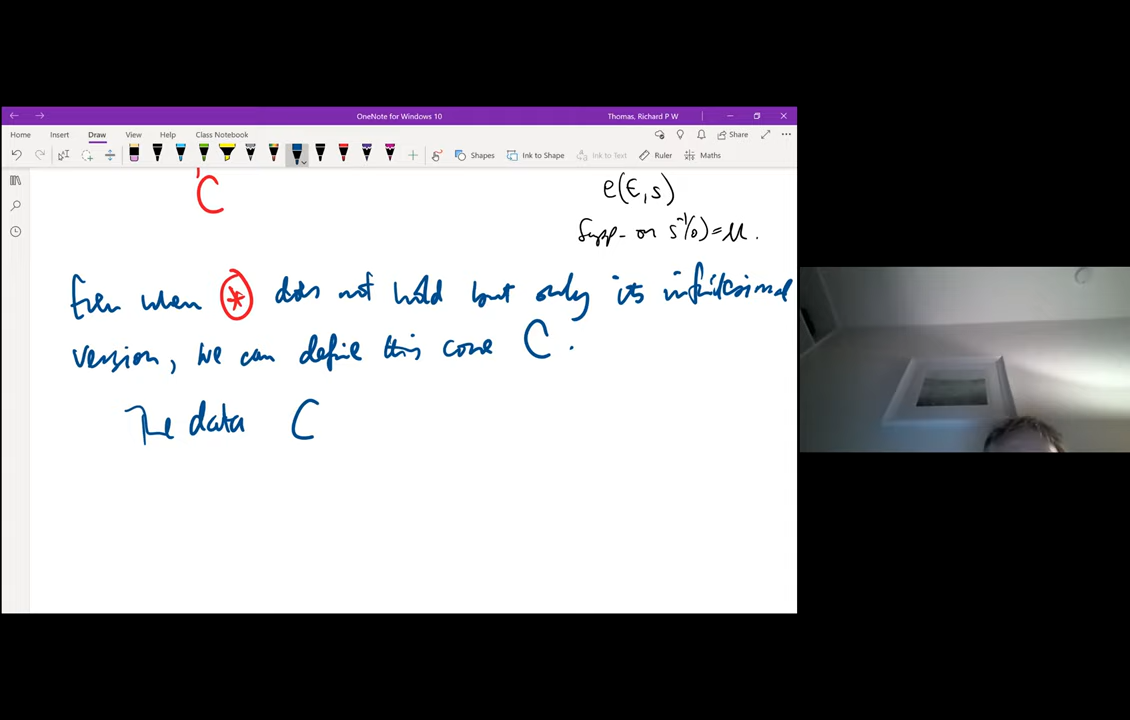 OneNote for Windows 10
Thomas, Richard P W
Home Insert Draw View Help Class Notebook
Share
Shapes Ink to Shape Ink to Text Ruler Maths
C
e(E,s)
Supp. on s⁻¹(0)=M.
Even when * does not hold but only its infinitesimal
version, we can define this cone C.
The data C